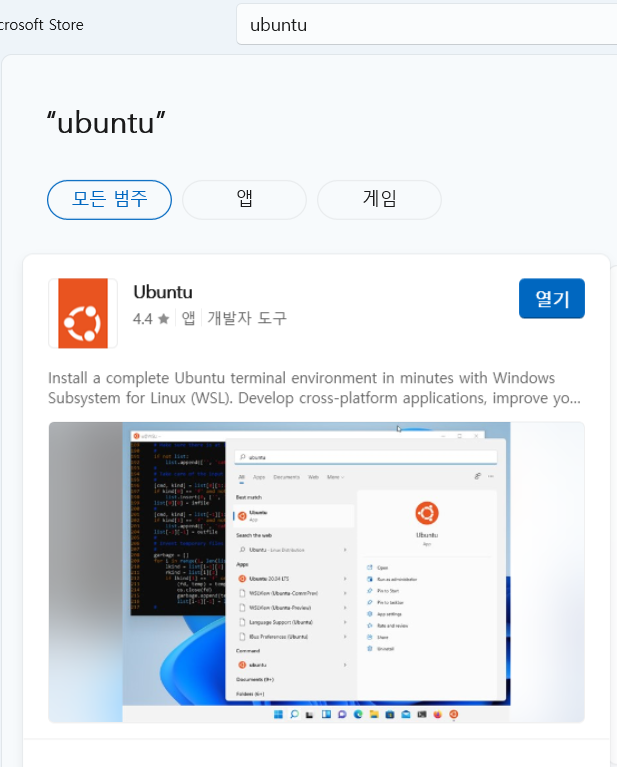 crosoft Store
ubuntu
“ubuntu”
모든 범주
앱
게임
Ubuntu
열기
4.4 ★ 앱 개발자 도구
Install a complete Ubuntu terminal environment in minutes with Windows
Subsystem for Linux (WSL). Develop cross-platform applications, improve yo...
ubuntu
All Apps Documents Web More
Best match
Ubuntu
App
Search the web
Ubuntu - Linux distribution
Apps
Ubuntu 20.04 LTS
WSLView (Ubuntu-CommPrev)
WSLView (Ubuntu-Preview)
Language Support (Ubuntu)
IBus Preferences (Ubuntu)
Command
ubuntu
Documents (9+)
Folders (6+)
Ubuntu
App
Open
Run as administrator
Pin to Start
Pin to taskbar
App settings
Rate and review
Share
Uninstall